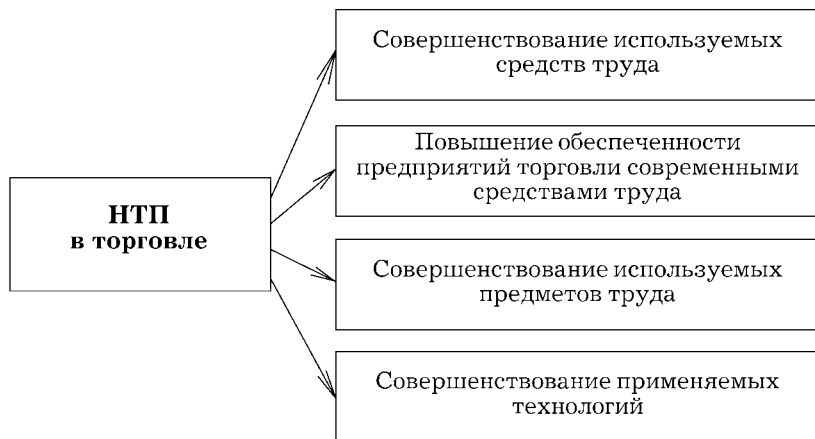 НТП
в торговле
Совершенствование используемых
средств труда
Повышение обеспеченности
предприятий торговли современными
средствами труда
Совершенствование используемых
предметов труда
Совершенствование применяемых
технологий